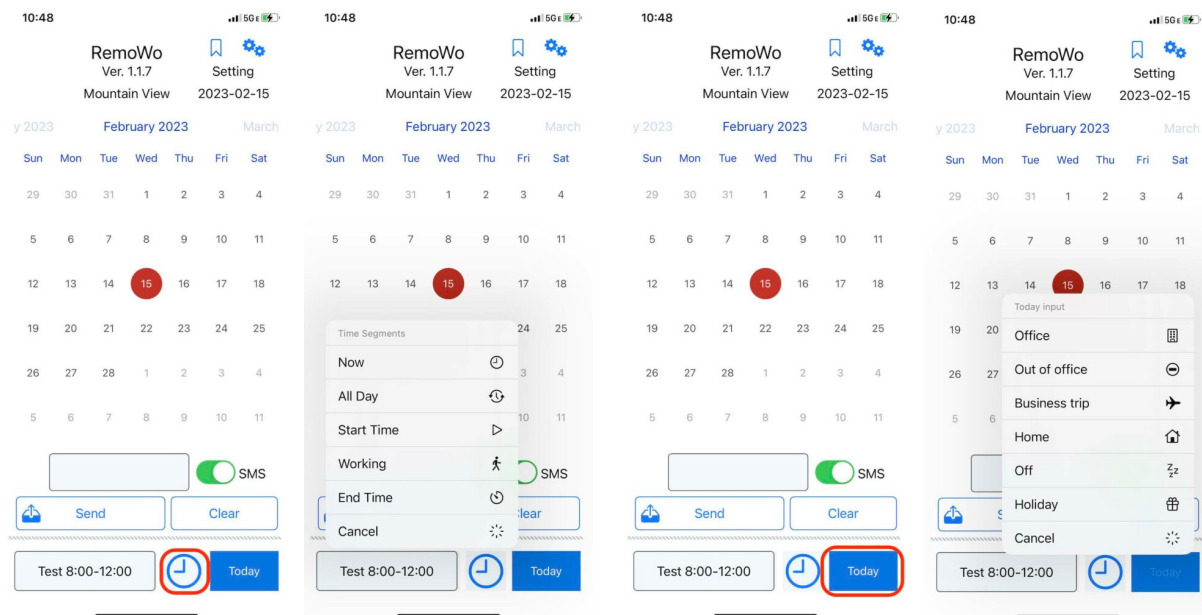 10:48
5G E
RemoWo
Ver. 1.1.7
Setting
Mountain View
2023-02-15
y 2023 February 2023 March
Sun Mon Tue Wed Thu Fri Sat
29 30 31 1 2 3 4
5 6 7 8 9 10 11
12 13 14 15 16 17 18
19 20 21 22 23 24 25
26 27 28 1 2 3 4
5 6 7 8 9 10 11
SMS
Send Clear
Test 8:00-12:00 Today
10:48
5G E
RemoWo
Ver. 1.1.7
Setting
Mountain View
2023-02-15
y 2023 February 2023 March
Sun Mon Tue Wed Thu Fri Sat
29 30 31 1 2 3 4
5 6 7 8 9 10 11
12 13 14 15 16 17 18
24 25
3 4
10 11
Time Segments
Now
All Day
Start Time
Working
End Time
Cancel
SMS
Clear
Test 8:00-12:00 Today
10:48
5G E
RemoWo
Ver. 1.1.7
Setting
Mountain View
2023-02-15
y 2023 February 2023 March
Sun Mon Tue Wed Thu Fri Sat
29 30 31 1 2 3 4
5 6 7 8 9 10 11
12 13 14 15 16 17 18
19 20 21 22 23 24 25
26 27 28 1 2 3 4
5 6 7 8 9 10 11
SMS
Send Clear
Test 8:00-12:00 Today
10:48
5G E
RemoWo
Ver. 1.1.7
Setting
Mountain View
2023-02-15
y 2023 February 2023 March
Sun Mon Tue Wed Thu Fri Sat
29 30 31 1 2 3 4
5 6 7 8 9 10 11
12 13 14 15 16 17 18
19 20
26 27
5 6
Today input
Office
Out of office
Business trip
Home
Off
Holiday
Cancel
Test 8:00-12:00 Today